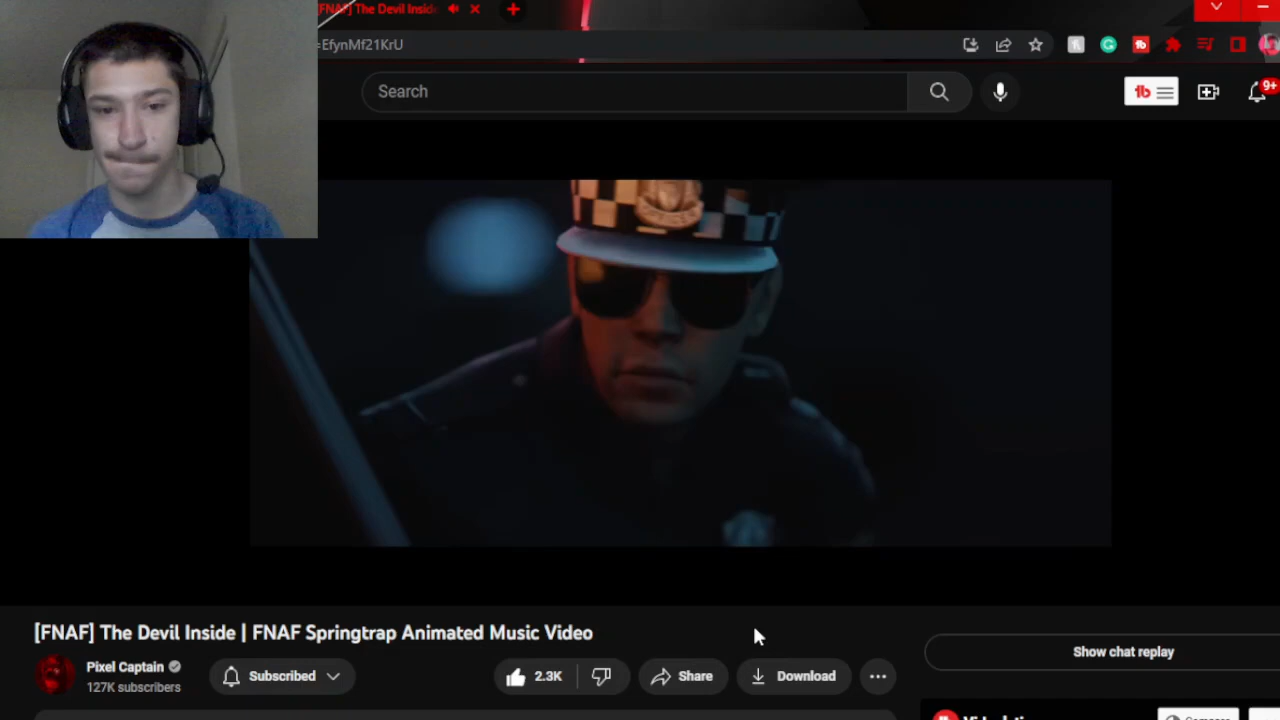 [FNAF] The Devil Inside
=EfynMf21KrU
Search
9+
[FNAF] The Devil Inside | FNAF Springtrap Animated Music Video
Pixel Captain
127K subscribers
Subscribed
2.3K
Share
Download
Show chat replay